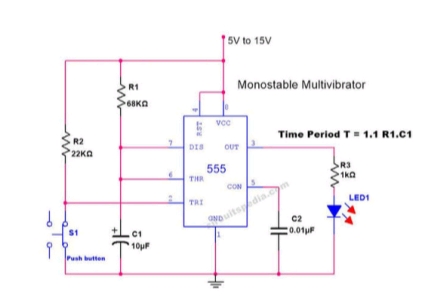 5V to 15V
Monostable Multivibrator
R1
68KΩ
4
8
RST
VCC
Time Period T = 1.1 R1.C1
R2
22KΩ
7
DIS
OUT
3
555
R3
1kΩ
6
THR
CON
5
2
TRI
LED1
GND
1
S1
Push button
C1
+
10µF
C2
0.01µF